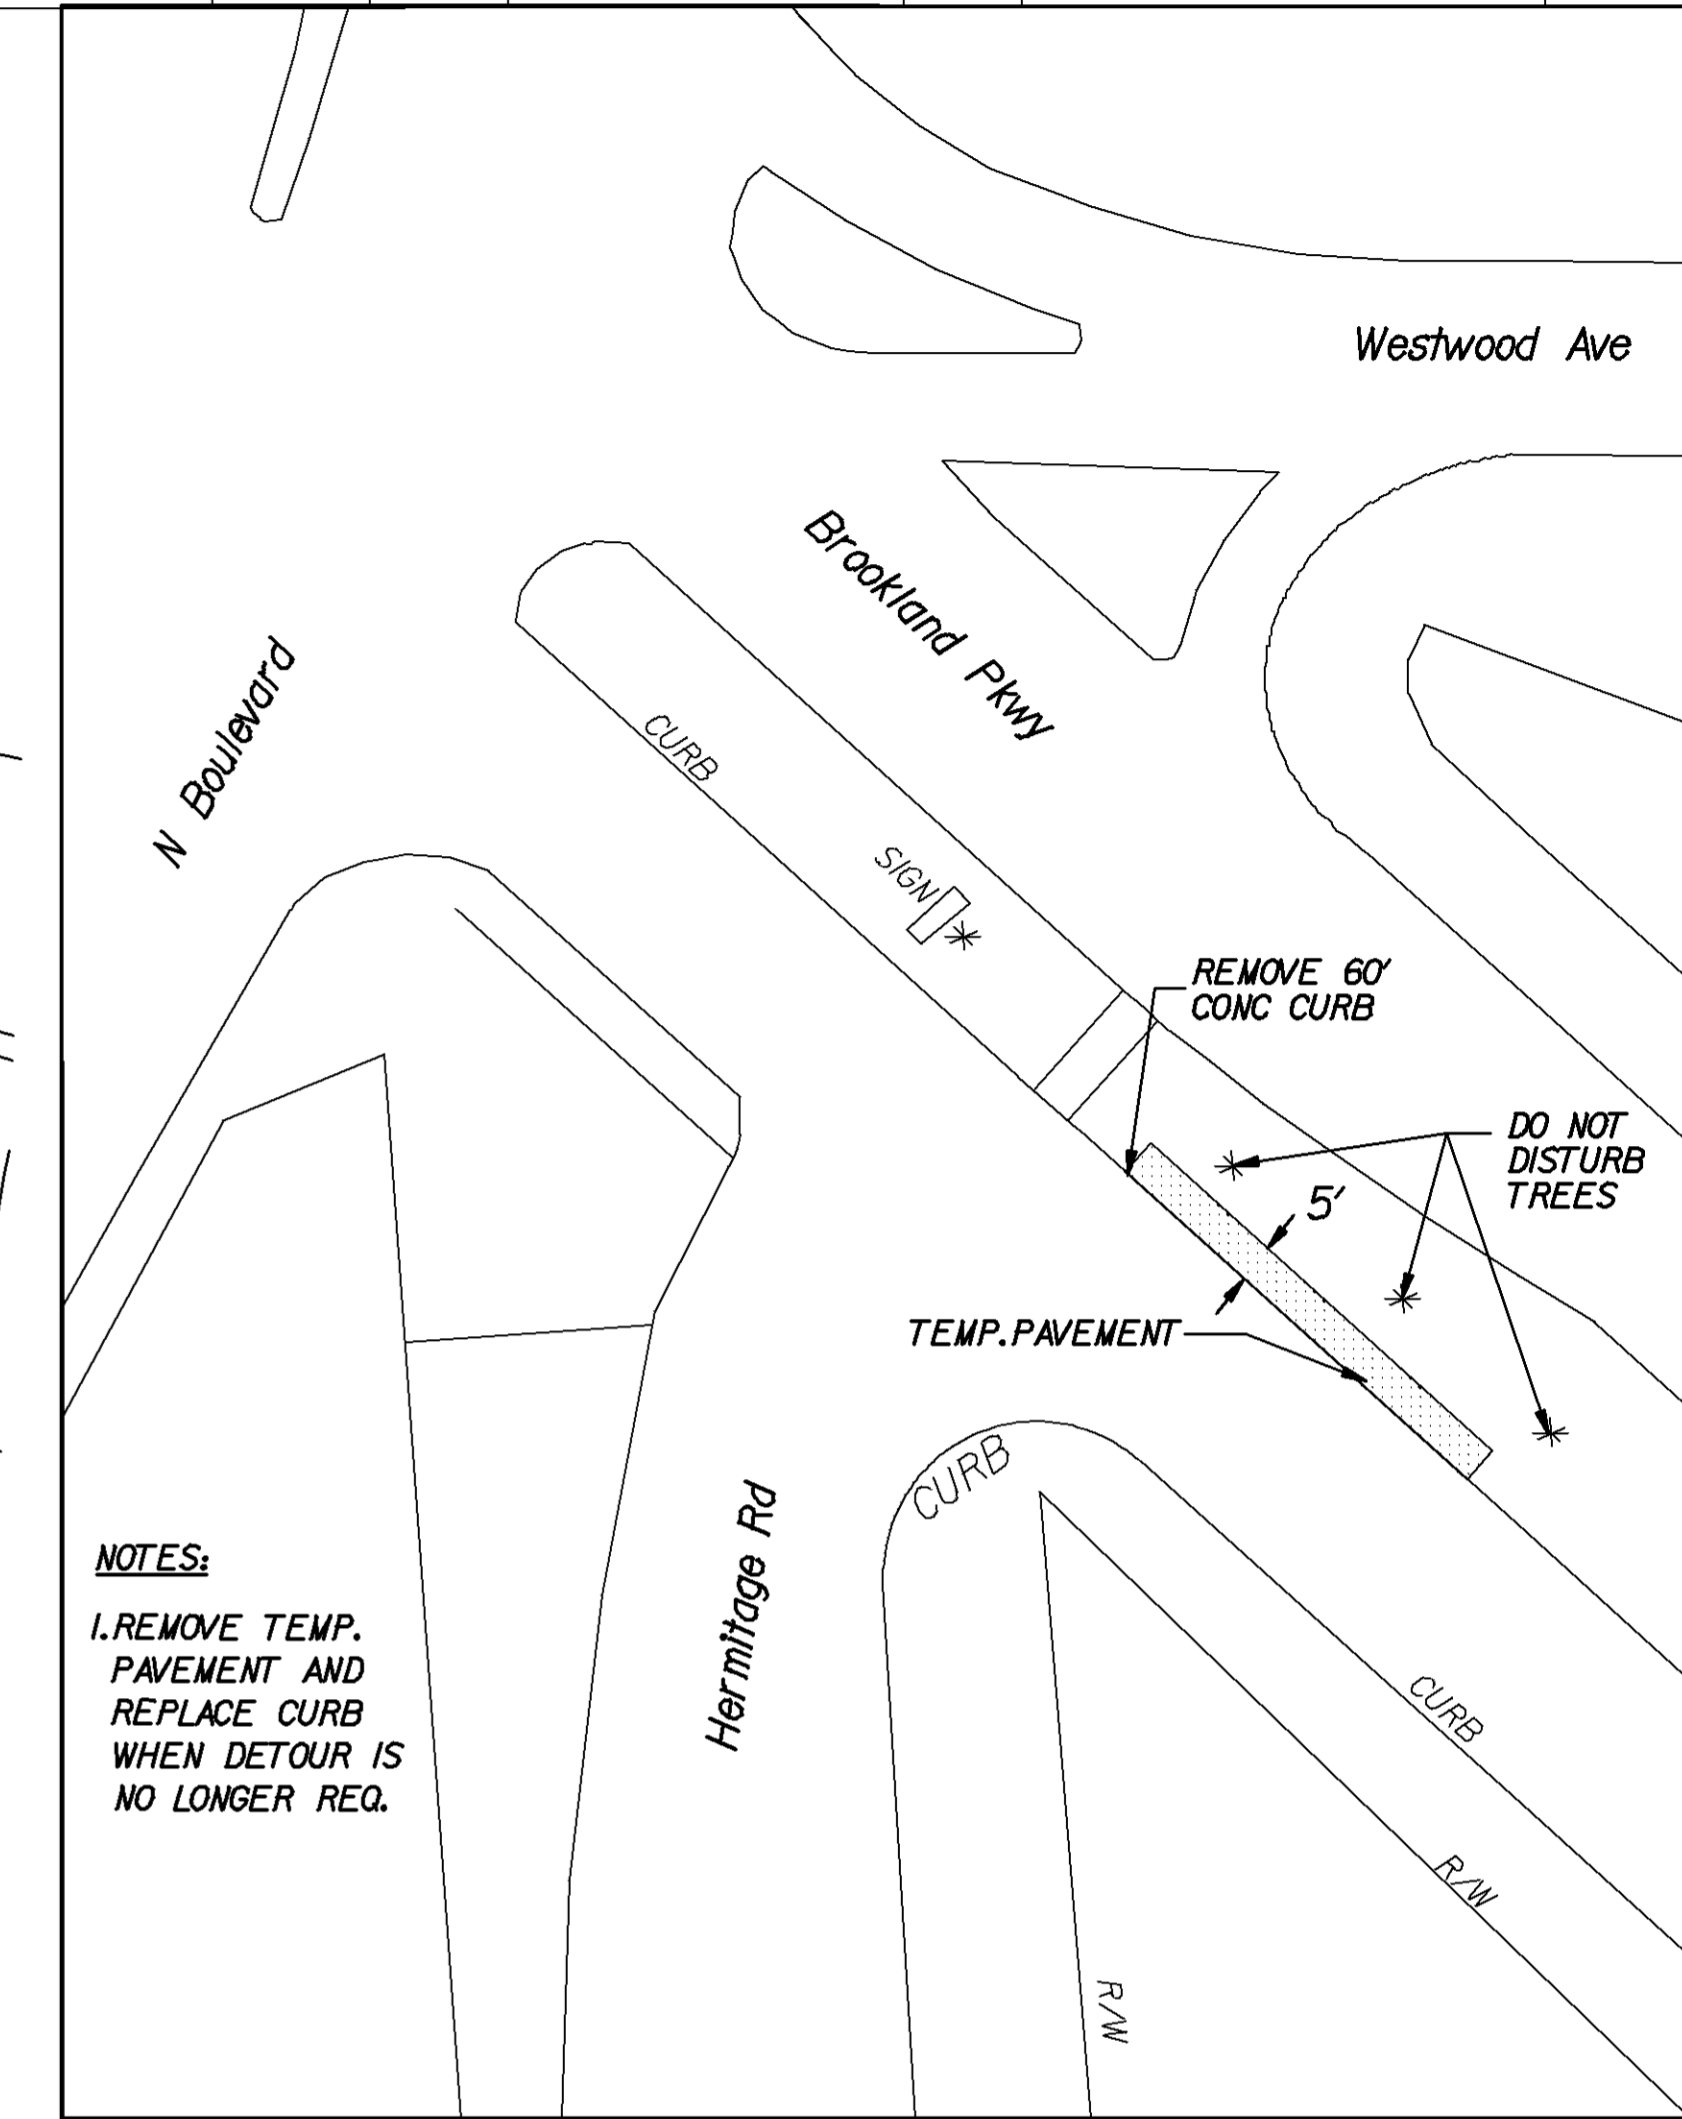 Westwood Ave
Brookland Pkwy
N Boulevard
CURB
SIGN
REMOVE 60'
CONC CURB
DO NOT
DISTURB
TREES
5'
TEMP. PAVEMENT
CURB
Hermitage Rd
NOTES:
1. REMOVE TEMP.
PAVEMENT AND
REPLACE CURB
WHEN DETOUR IS
NO LONGER REQ.
CURB
R/W
R/W